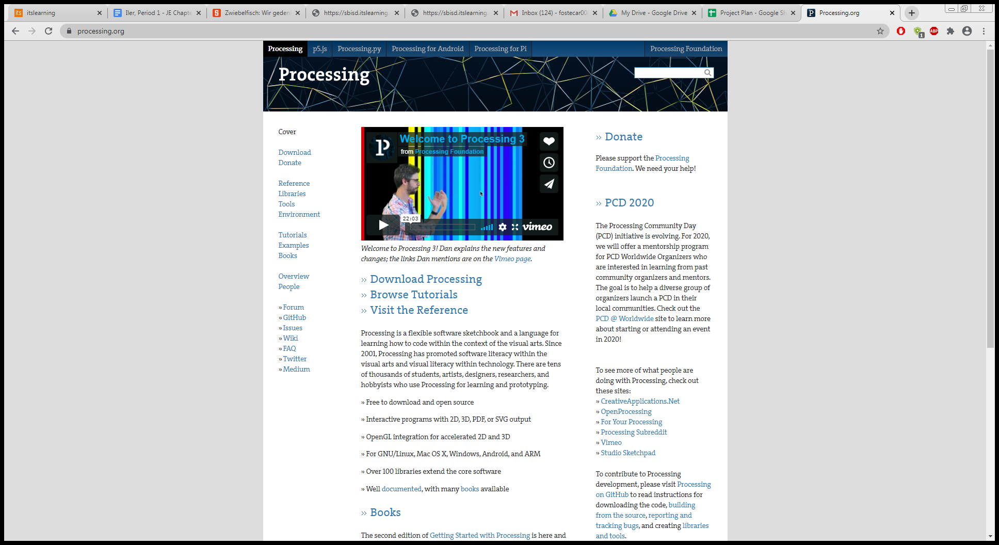 itslearning
Iler, Period 1 - JE Chapte
Zwiebelfisch: Wir geden
https://sbisd.itslearning.
https://sbisd.itslearning.
Inbox (124) - fostecar00
My Drive - Google Drive
Project Plan - Google Sh
Processing.org
processing.org
ABP
1
Processing
p5.js
Processing.py
Processing for Android
Processing for Pi
Processing Foundation
Processing
Cover
Download
Donate
Reference
Libraries
Tools
Environment
Tutorials
Examples
Books
Overview
People
» Forum
» GitHub
» Issues
» Wiki
» FAQ
» Twitter
» Medium
Welcome to Processing 3
from Processing Foundation
22:03
vimeo
Welcome to Processing 3! Dan explains the new features and
changes; the links Dan mentions are on the Vimeo page.
» Download Processing
» Browse Tutorials
» Visit the Reference
Processing is a flexible software sketchbook and a language for
learning how to code within the context of the visual arts. Since
2001, Processing has promoted software literacy within the
visual arts and visual literacy within technology. There are tens
of thousands of students, artists, designers, researchers, and
hobbyists who use Processing for learning and prototyping.
» Free to download and open source
» Interactive programs with 2D, 3D, PDF, or SVG output
» OpenGL integration for accelerated 2D and 3D
» For GNU/Linux, Mac OS X, Windows, Android, and ARM
» Over 100 libraries extend the core software
» Well documented, with many books available
» Books
The second edition of Getting Started with Processing is here and
» Donate
Please support the Processing
Foundation. We need your help!
» PCD 2020
The Processing Community Day
(PCD) initiative is evolving. For 2020,
we will offer a mentorship program
for PCD Worldwide Organizers who
are interested in learning from past
community organizers and mentors.
The goal is to help a diverse group of
organizers launch a PCD in their
local communities. Check out the
PCD @ Worldwide site to learn more
about starting or attending an event
in 2020!
To see more of what people are
doing with Processing, check out
these sites:
» CreativeApplications.Net
» OpenProcessing
» For Your Processing
» Processing Subreddit
» Vimeo
» Studio Sketchpad
To contribute to Processing
development, please visit Processing
on GitHub to read instructions for
downloading the code, building
from the source, reporting and
tracking bugs, and creating libraries
and tools.